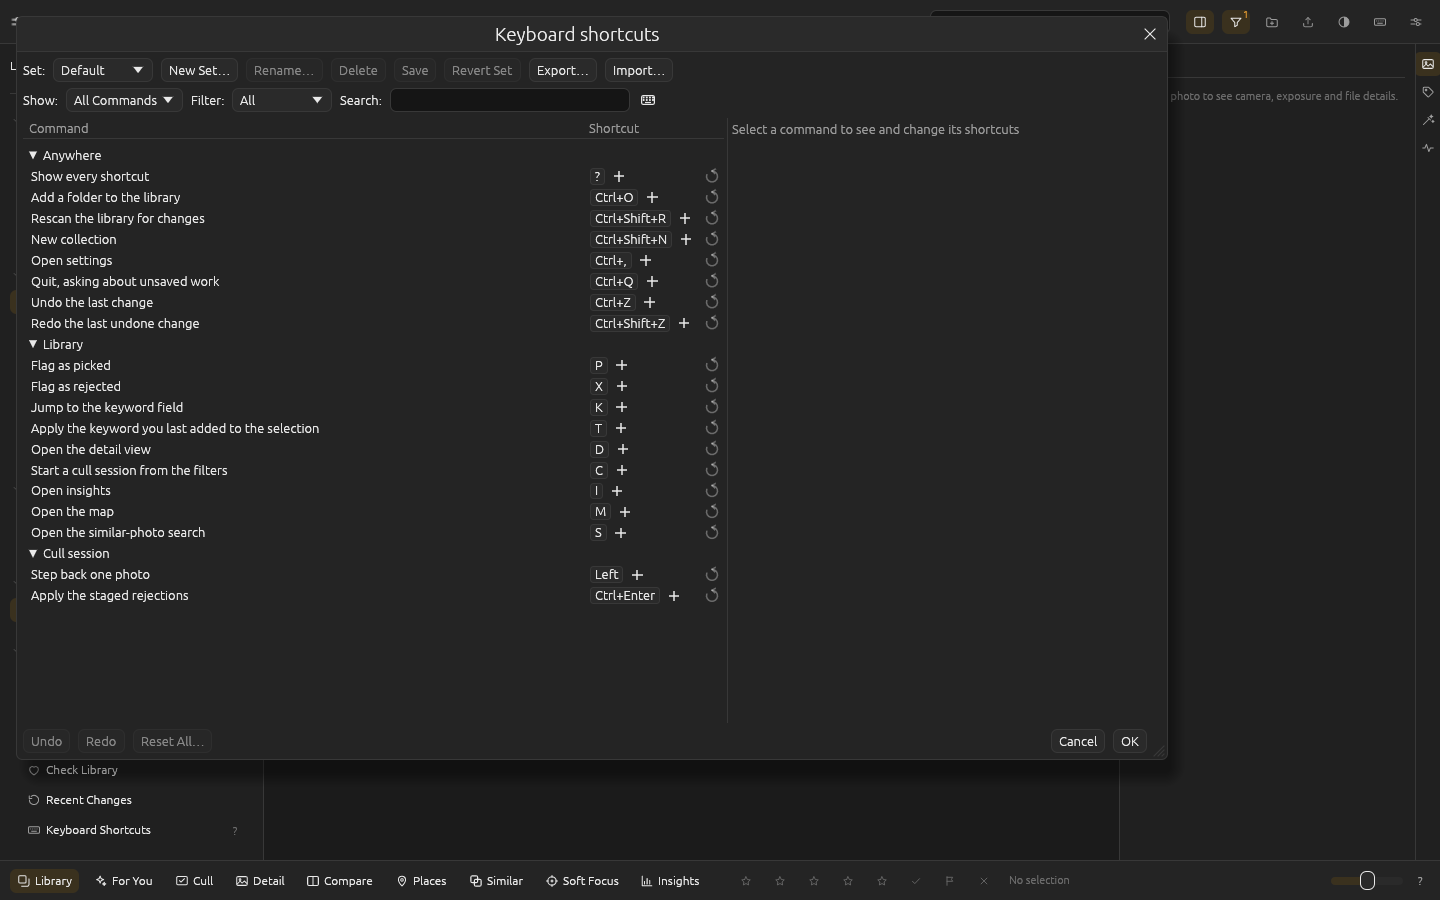 Keyboard shortcuts
Set: Default New Set... Rename... Delete Save Revert Set Export... Import...
Show: All Commands Filter: All Search:
Command Shortcut
Select a command to see and change its shortcuts
photo to see camera, exposure and file details.
Anywhere
Show every shortcut ?
Add a folder to the library Ctrl+O
Rescan the library for changes Ctrl+Shift+R
New collection Ctrl+Shift+N
Open settings Ctrl+,
Quit, asking about unsaved work Ctrl+Q
Undo the last change Ctrl+Z
Redo the last undone change Ctrl+Shift+Z
Library
Flag as picked P
Flag as rejected X
Jump to the keyword field K
Apply the keyword you last added to the selection T
Open the detail view D
Start a cull session from the filters C
Open insights I
Open the map M
Open the similar-photo search S
Cull session
Step back one photo Left
Apply the staged rejections Ctrl+Enter
Undo Redo Reset All... Cancel OK
Check Library
Recent Changes
Keyboard Shortcuts ?
Library For You Cull Detail Compare Places Similar Soft Focus Insights No selection ?